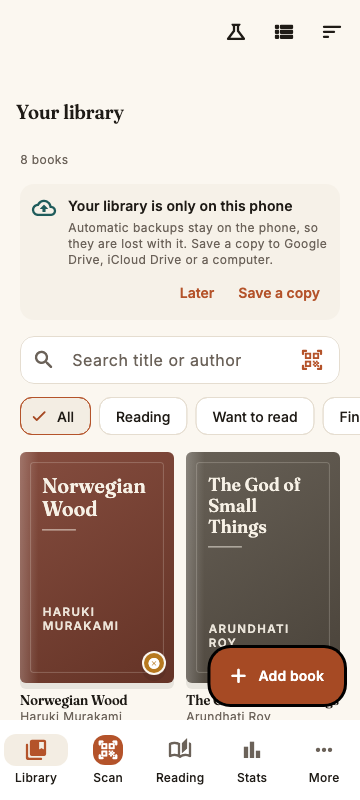 Your library
8 books
Your library is only on this phone
Automatic backups stay on the phone, so
they are lost with it. Save a copy to Google
Drive, iCloud Drive or a computer.
Later
Save a copy
Search title or author
All
Reading
Want to read
Fin
Norwegian
Wood
HARUKI
MURAKAMI
The God of
Small
Things
ARUNDHATI
ROY
Add book
Norwegian Wood
Haruki Murakami
Arundhati Roy
Library
Scan
Reading
Stats
More